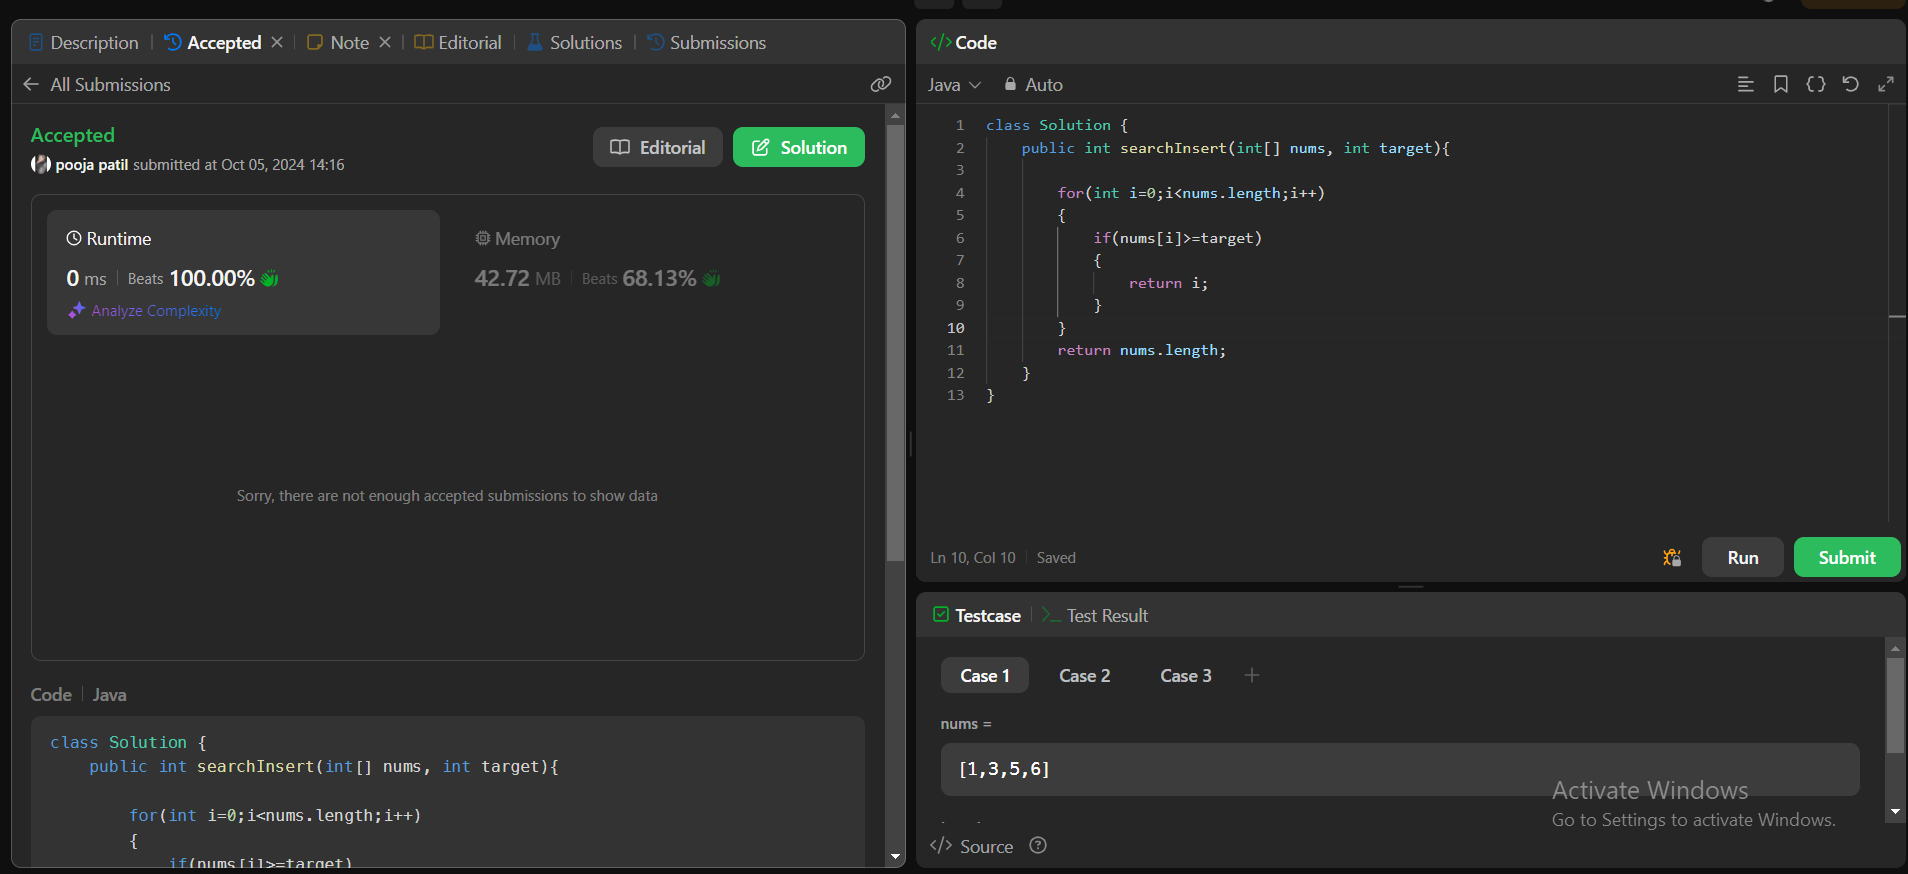 Description | Accepted × | Note × | Editorial | Solutions | Submissions
← All Submissions
Accepted
pooja patil submitted at Oct 05, 2024 14:16
Editorial
Solution
Runtime
0 ms | Beats 100.00%
Analyze Complexity
Memory
42.72 MB | Beats 68.13%
Sorry, there are not enough accepted submissions to show data
Code | Java
class Solution {
    public int searchInsert(int[] nums, int target){
        for(int i=0;i<nums.length;i++)
        {
            if(nums[i]>=target)
</> Code
Java Auto
1 class Solution {
2     public int searchInsert(int[] nums, int target){
3
4         for(int i=0;i<nums.length;i++)
5         {
6             if(nums[i]>=target)
7             {
8                 return i;
9             }
10         }
11         return nums.length;
12     }
13 }
Ln 10, Col 10 | Saved
Run
Submit
Testcase | >_ Test Result
Case 1 Case 2 Case 3 +
nums =
[1,3,5,6]
Activate Windows
Go to Settings to activate Windows.
</> Source ?